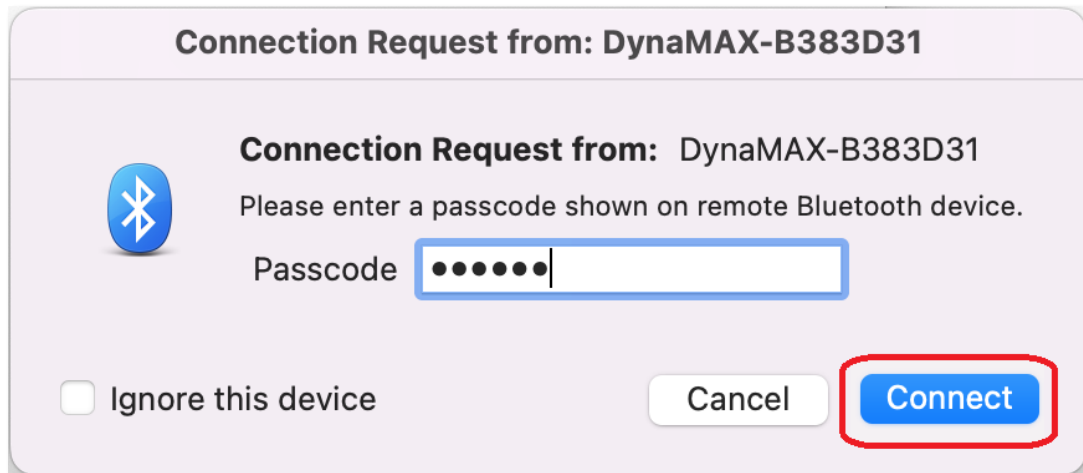 Connection Request from: DynaMAX-B383D31
Connection Request from: DynaMAX-B383D31
Please enter a passcode shown on remote Bluetooth device.
Passcode ••••••
Ignore this device
Cancel
Connect